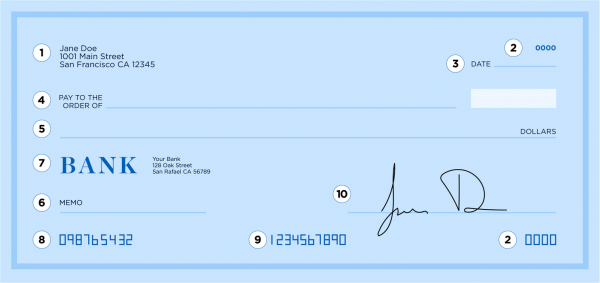 1
Jane Doe
1001 Main Street
San Francisco CA 12345
2
0000
3
DATE
4
PAY TO THE
ORDER OF
5
DOLLARS
7
BANK
Your Bank
128 Oak Street
San Rafael CA 56789
6
MEMO
10
8
098765432
9
1234567890
2
0000